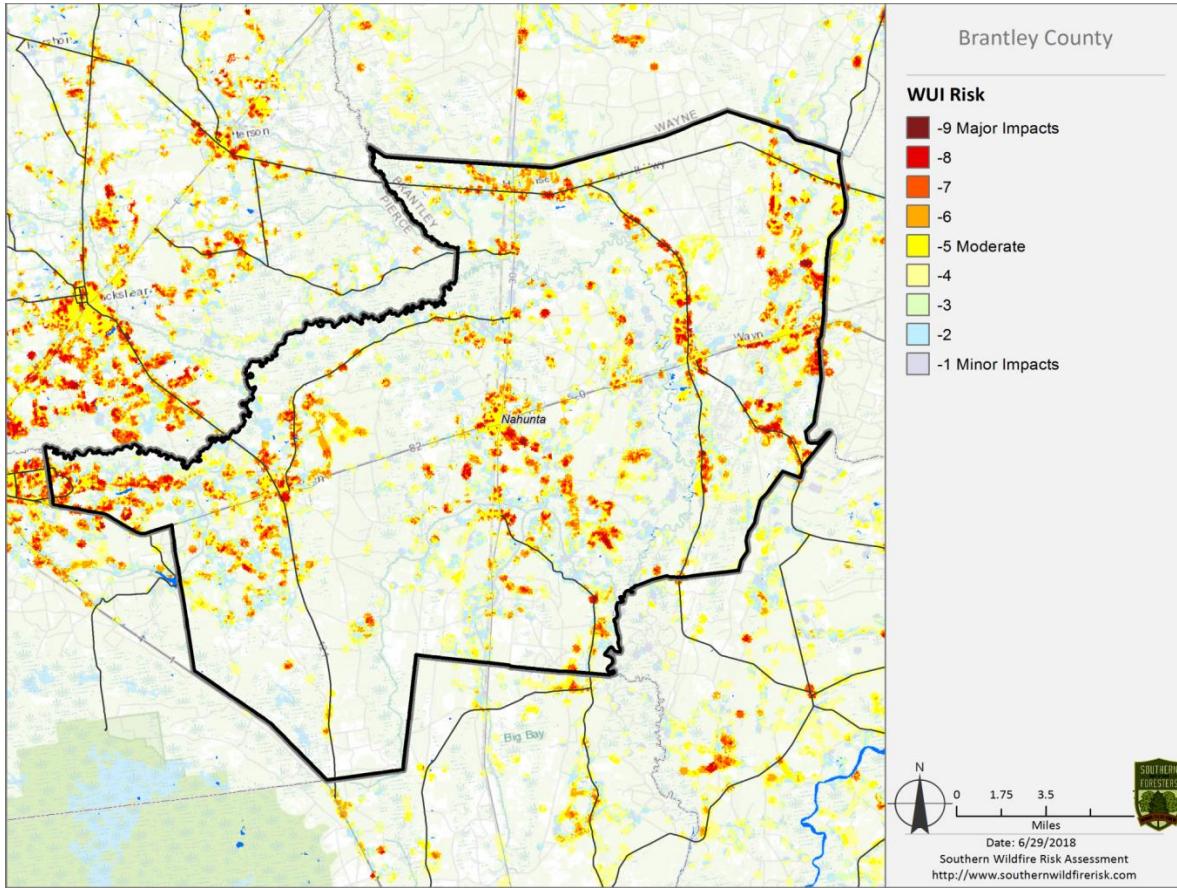 Brantley County
WUI Risk
-9 Major Impacts
-8
-7
-6
-5 Moderate
-4
-3
-2
-1 Minor Impacts
WAYNE
BRANTLEY
PIERCE
Nahunta
82
Big Bay
N
0 1.75 3.5
Miles
SOUTHERN
FORESTERS
Date: 6/29/2018
Southern Wildfire Risk Assessment
http://www.southernwildfirerisk.com